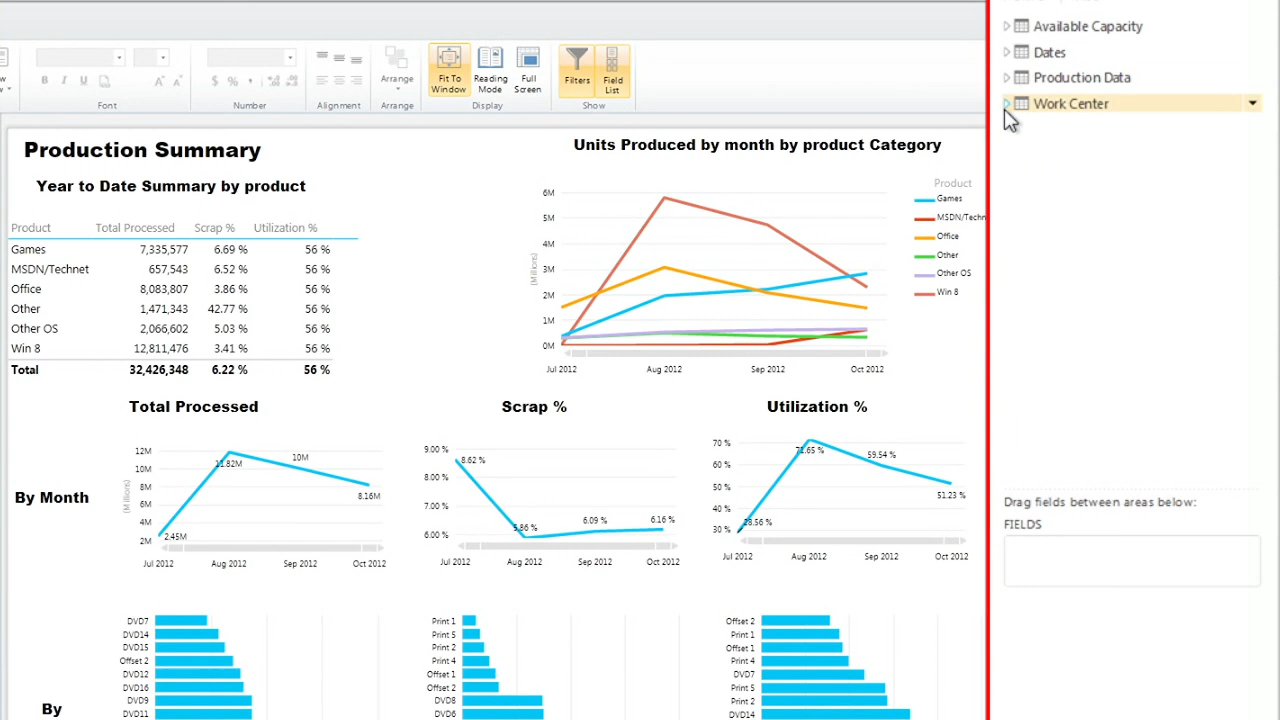 Available Capacity
Dates
Production Data
Work Center
B I U
$ % ,
A A
Arrange
Fit To
Window
Reading
Mode
Full
Screen
Filters
Field
List
Font
Number
Alignment
Arrange
Display
Show
Production Summary
Year to Date Summary by product
Product Total Processed Scrap % Utilization %
Games 7,335,577 6.69 % 56 %
MSDN/Technet 657,543 6.52 % 56 %
Office 8,083,807 3.86 % 56 %
Other 1,471,343 42.77 % 56 %
Other OS 2,066,602 5.03 % 56 %
Win 8 12,811,476 3.41 % 56 %
Total 32,426,348 6.22 % 56 %
Units Produced by month by product Category
(Millions)
6M
5M
4M
3M
2M
1M
0M
Jul 2012 Aug 2012 Sep 2012 Oct 2012
Product
Games
MSDN/Techn
Office
Other
Other OS
Win 8
Total Processed
Scrap %
Utilization %
By Month
(Millions)
12M
10M
8M
6M
4M
2M
2.45M
11.82M
10M
8.16M
Jul 2012 Aug 2012 Sep 2012 Oct 2012
9.00 %
8.00 %
7.00 %
6.00 %
8.62 %
5.86 %
6.09 %
6.16 %
Jul 2012 Aug 2012 Sep 2012 Oct 2012
70 %
60 %
50 %
40 %
30 %
28.56 %
71.65 %
59.54 %
51.23 %
Jul 2012 Aug 2012 Sep 2012 Oct 2012
By
DVD7
DVD14
DVD15
Offset 2
DVD12
DVD16
DVD9
DVD11
Print 1
Print 5
Print 2
Print 4
Offset 1
Offset 2
DVD8
DVD6
Offset 2
Print 1
Offset 1
Print 4
DVD7
Print 5
Print 2
DVD14
Drag fields between areas below:
FIELDS